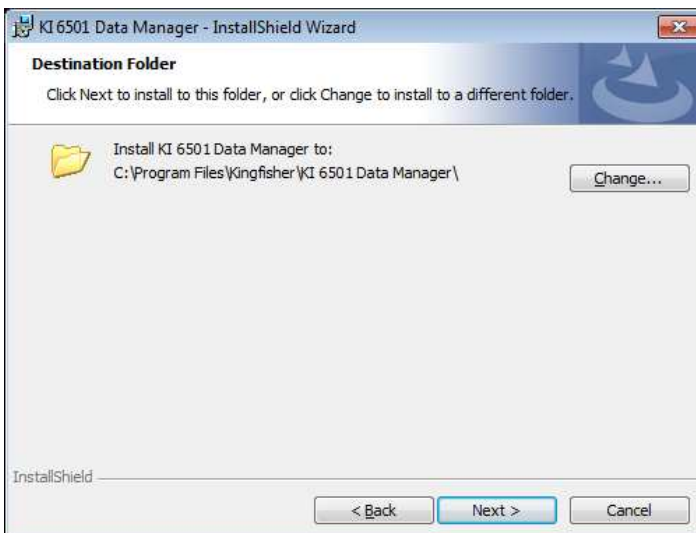 KI 6501 Data Manager - InstallShield Wizard
Destination Folder
Click Next to install to this folder, or click Change to install to a different folder.
Install KI 6501 Data Manager to:
C:\Program Files\Kingfisher\KI 6501 Data Manager\
Change...
InstallShield
< Back
Next >
Cancel